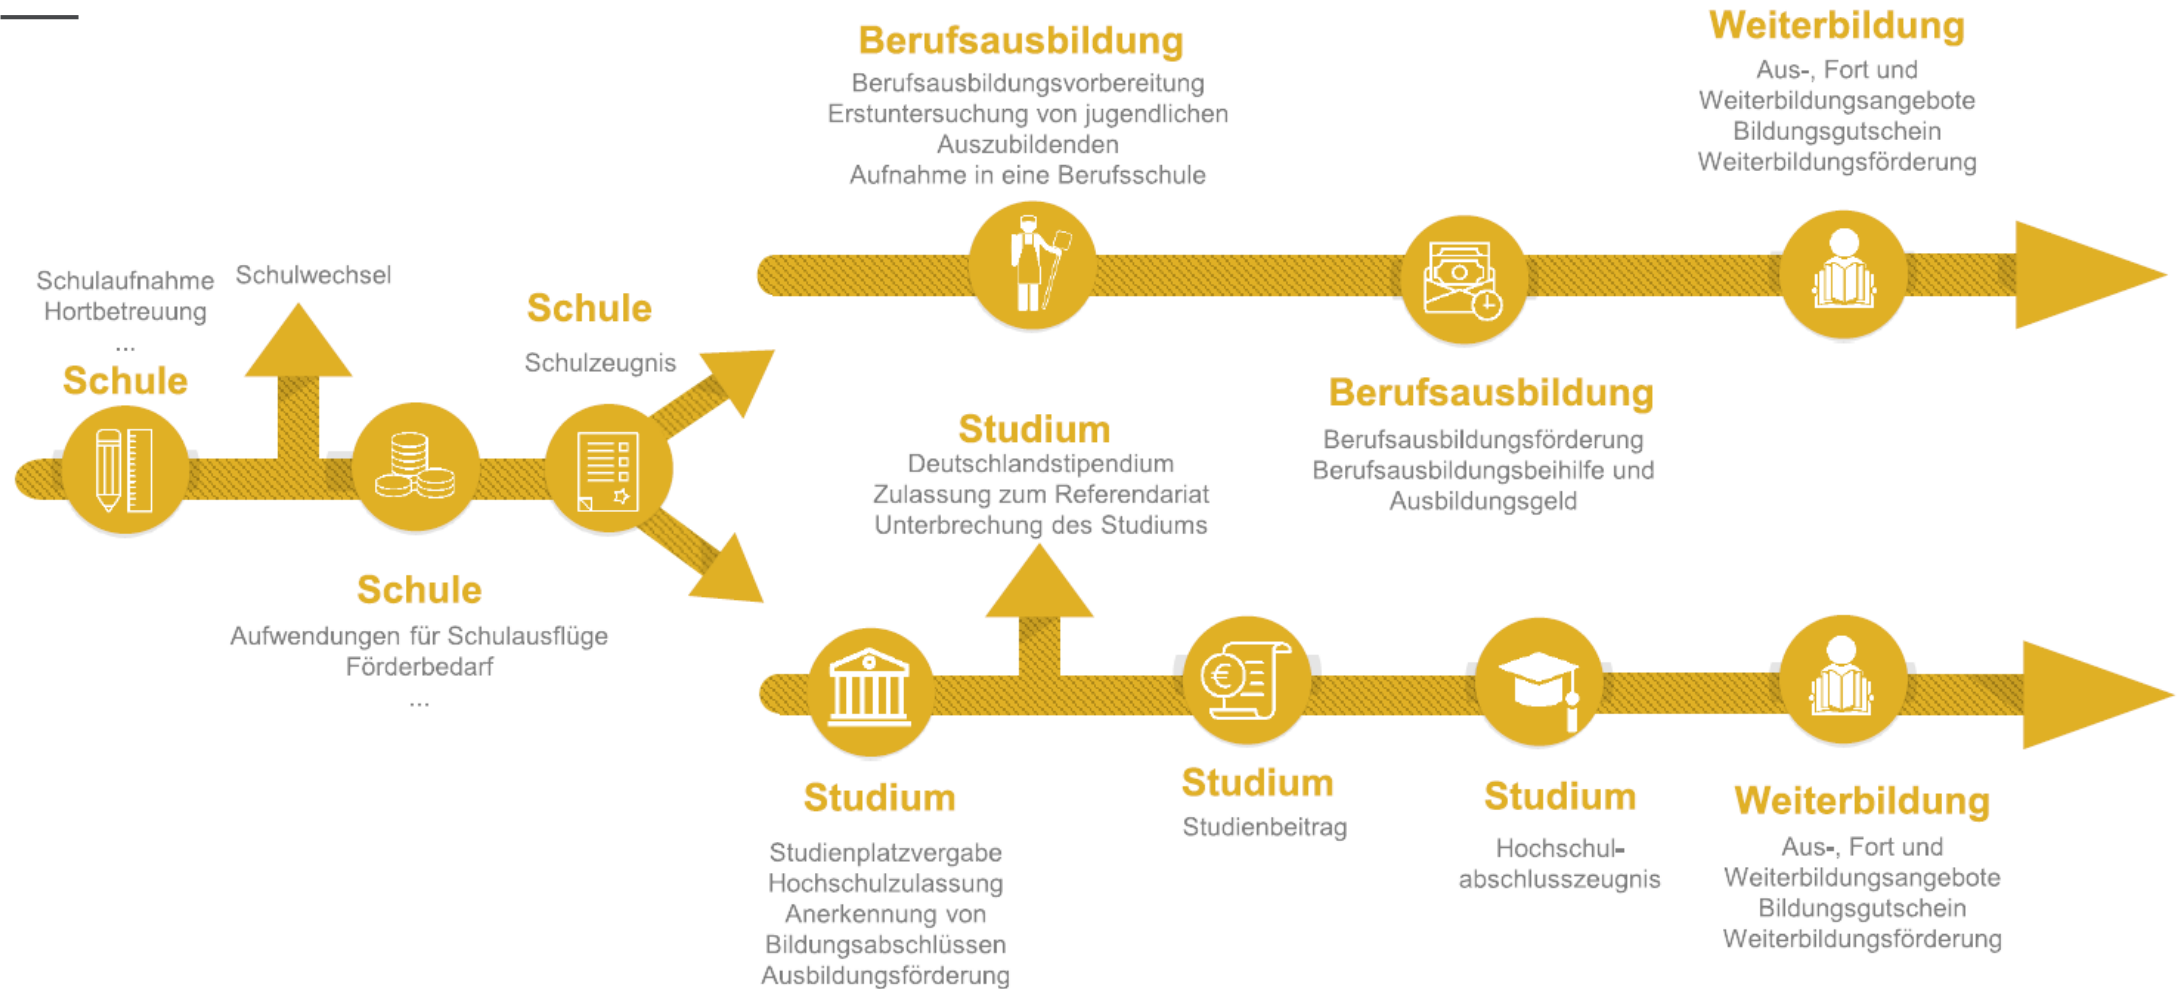 Schulaufnahme
Hortbetreuung
...
Schule
Schulwechsel
Schule
Aufwendungen für Schulausflüge
Förderbedarf
...
Schule
Schulzeugnis
Berufsausbildung
Berufsausbildungsvorbereitung
Erstuntersuchung von jugendlichen
Auszubildenden
Aufnahme in eine Berufsschule
Berufsausbildung
Berufsausbildungsförderung
Berufsausbildungsbeihilfe und
Ausbildungsgeld
Weiterbildung
Aus-, Fort und
Weiterbildungsangebote
Bildungsgutschein
Weiterbildungsförderung
Studium
Studienplatzvergabe
Hochschulzulassung
Anerkennung von
Bildungsabschlüssen
Ausbildungsförderung
Studium
Deutschlandstipendium
Zulassung zum Referendariat
Unterbrechung des Studiums
Studium
Studienbeitrag
Studium
Hochschul-
abschlusszeugnis
Weiterbildung
Aus-, Fort und
Weiterbildungsangebote
Bildungsgutschein
Weiterbildungsförderung